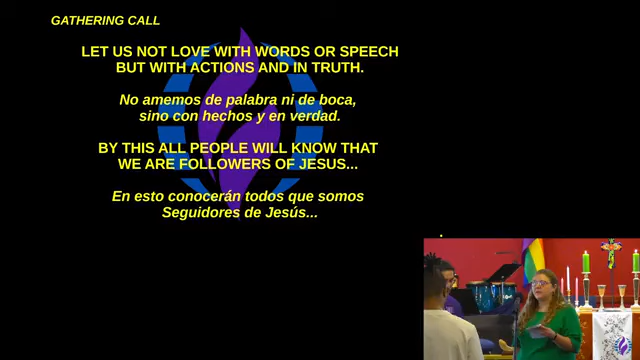 GATHERING CALL
LET US NOT LOVE WITH WORDS OR SPEECH
BUT WITH ACTIONS AND IN TRUTH.
No amemos de palabra ni de boca,
sino con hechos y en verdad.
BY THIS ALL PEOPLE WILL KNOW THAT
WE ARE FOLLOWERS OF JESUS...
En esto conocerán todos que somos
Seguidores de Jesús...